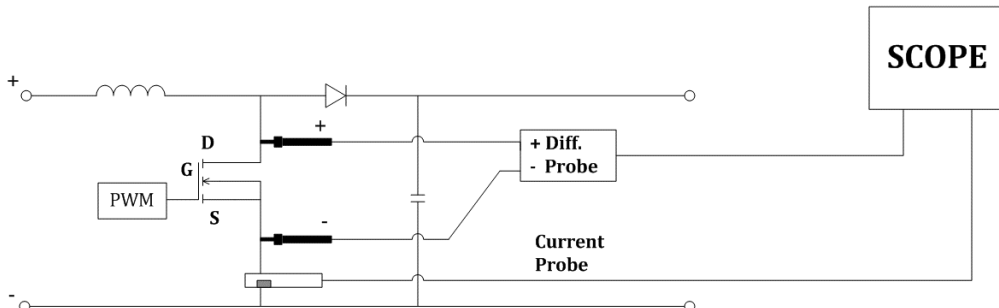 SCOPE
+
+
D
+ Diff.
- Probe
G
PWM
S
-
Current
Probe
-